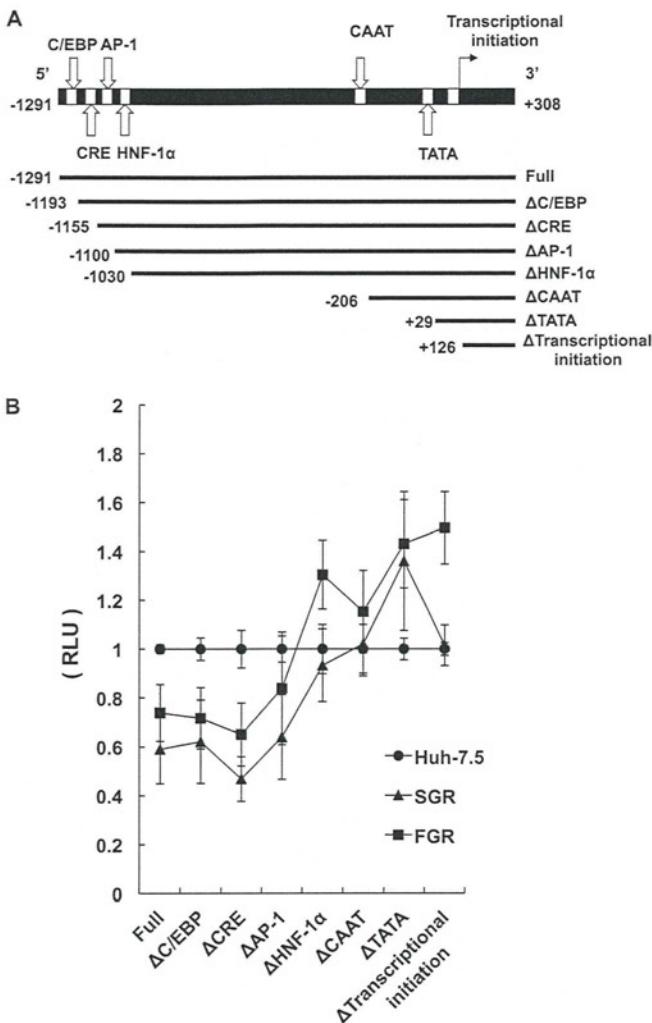 A
C/EBP AP-1
CAAT
Transcriptional
initiation
5’
3’
-1291
+308
CRE HNF-1α
TATA
-1291
Full
-1193
ΔC/EBP
-1155
ΔCRE
-1100
ΔAP-1
-1030
ΔHNF-1α
-206
ΔCAAT
+29
ΔTATA
+126
ΔTranscriptional
initiation
B
2
1.8
1.6
1.4
1.2
1
0.8
0.6
0.4
0.2
0
( RLU )
Huh-7.5
SGR
FGR
Full
ΔC/EBP
ΔCRE
ΔAP-1
ΔHNF-1α
ΔCAAT
ΔTATA
ΔTranscriptional
initiation